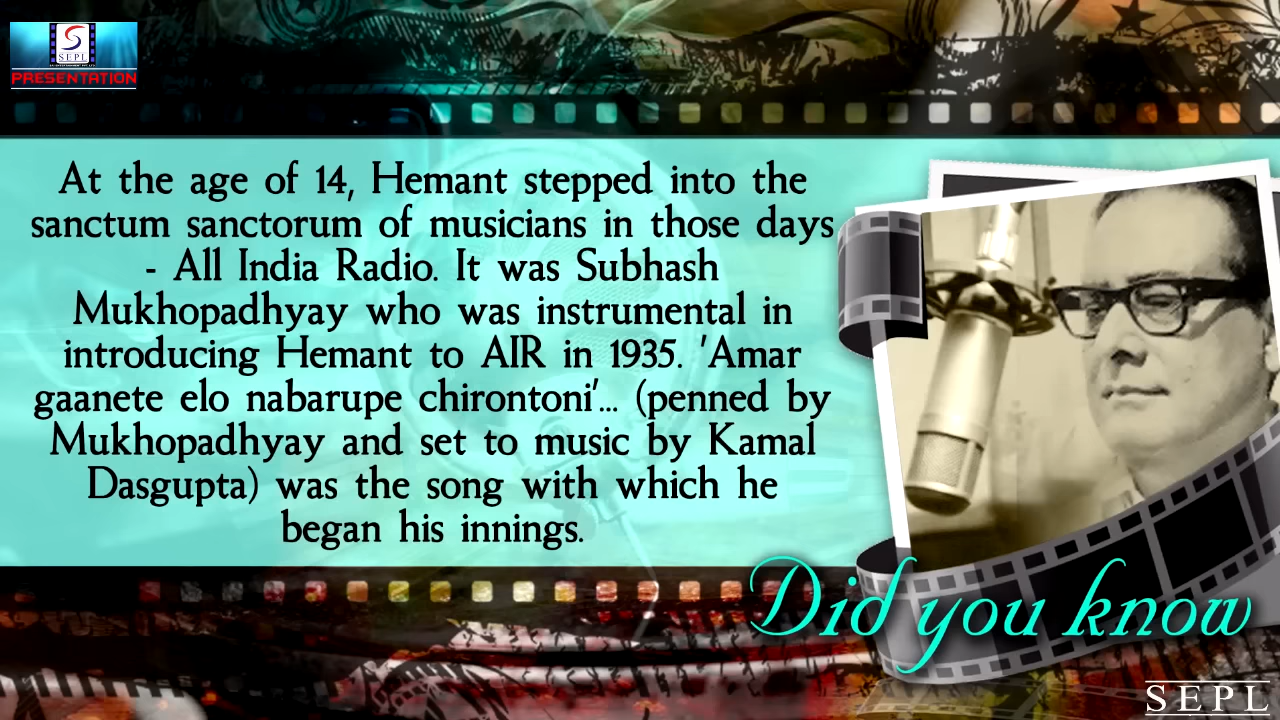 SEPL
PRESENTATION
At the age of 14, Hemant stepped into the
sanctum sanctorum of musicians in those days
- All India Radio. It was Subhash
Mukhopadhyay who was instrumental in
introducing Hemant to AIR in 1935. 'Amar
gaanete elo nabarupe chirontoni'... (penned by
Mukhopadhyay and set to music by Kamal
Dasgupta) was the song with which he
began his innings.
Did you know
SEPL